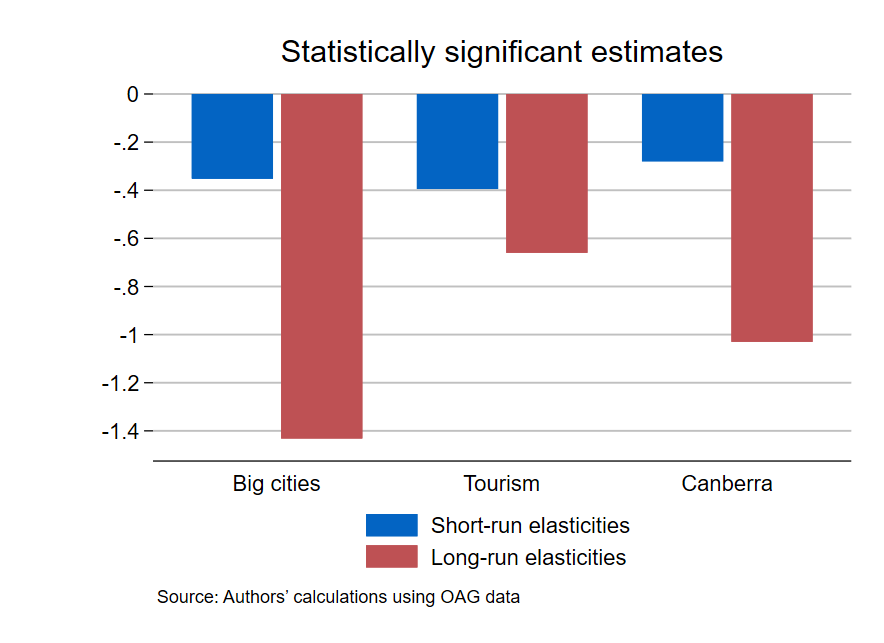 Statistically significant estimates
0
-.2
-.4
-.6
-.8
-1
-1.2
-1.4
Big cities Tourism Canberra
Short-run elasticities
Long-run elasticities
Source: Authors’ calculations using OAG data